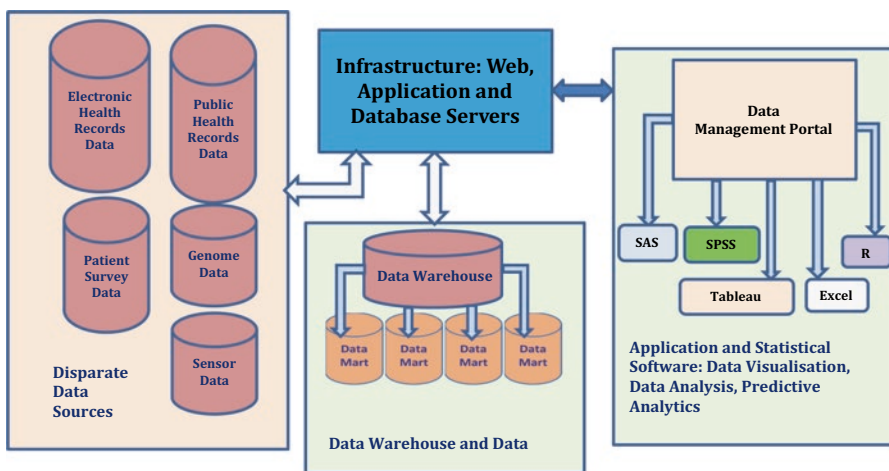 Electronic
Health
Records
Data
Public
Health
Records
Data
Patient
Survey
Data
Genome
Data
Sensor
Data
Disparate
Data
Sources
Infrastructure: Web,
Application and
Database Servers
Data Warehouse
Data
Mart
Data
Mart
Data
Mart
Data
Mart
Data Warehouse and Data
Data
Management Portal
SAS
SPSS
R
Tableau
Excel
Application and Statistical
Software: Data Visualisation,
Data Analysis, Predictive
Analytics